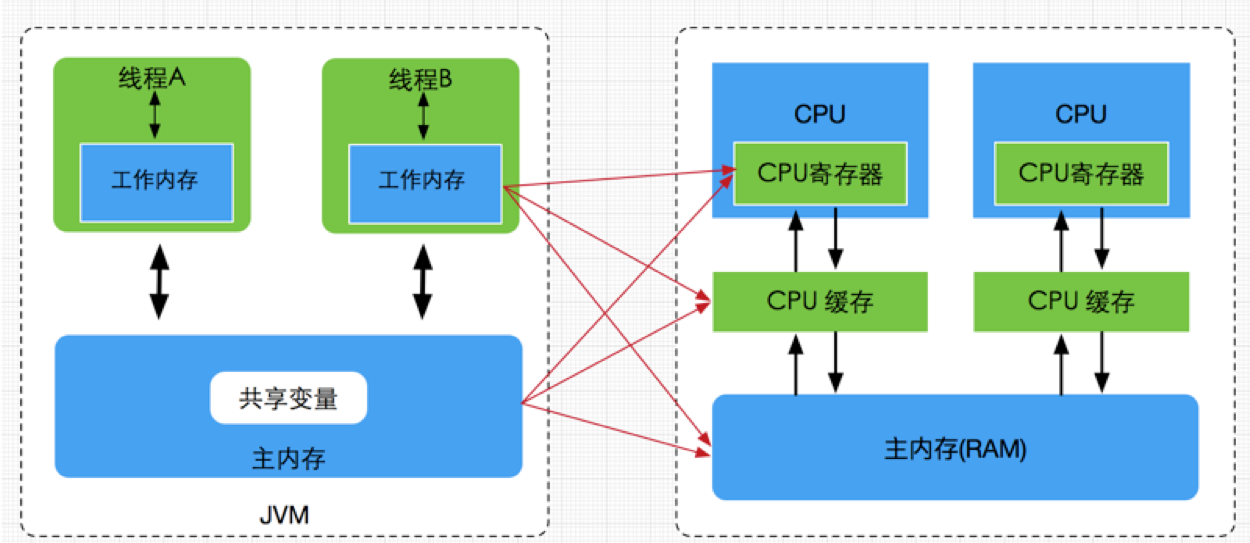 线程A
线程B
工作内存
工作内存
共享变量
主内存
JVM
CPU
CPU
CPU寄存器
CPU寄存器
CPU 缓存
CPU 缓存
主内存(RAM)